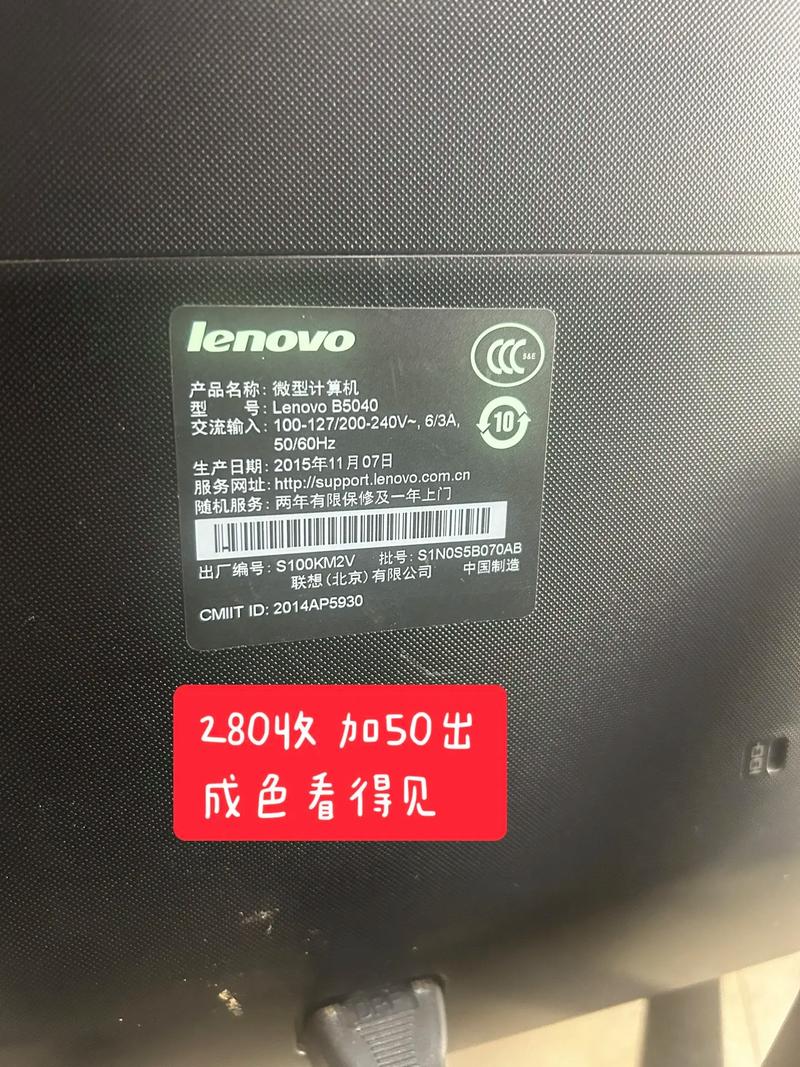 lenovo
CCC S&E
产品名称：微型计算机
型 号：Lenovo B5040
10
交流输入：100-127/200-240V~, 6/3A,
50/60Hz
生产日期：2015年11月07日
服务网址：http://support.lenovo.com.cn
随机服务：两年有限保修及一年上门
出厂编号：S100KM2V 批号：S1N0S5B070AB
联想（北京）有限公司 中国制造
CMIIT ID: 2014AP5930
280收 加50出
成色看得见